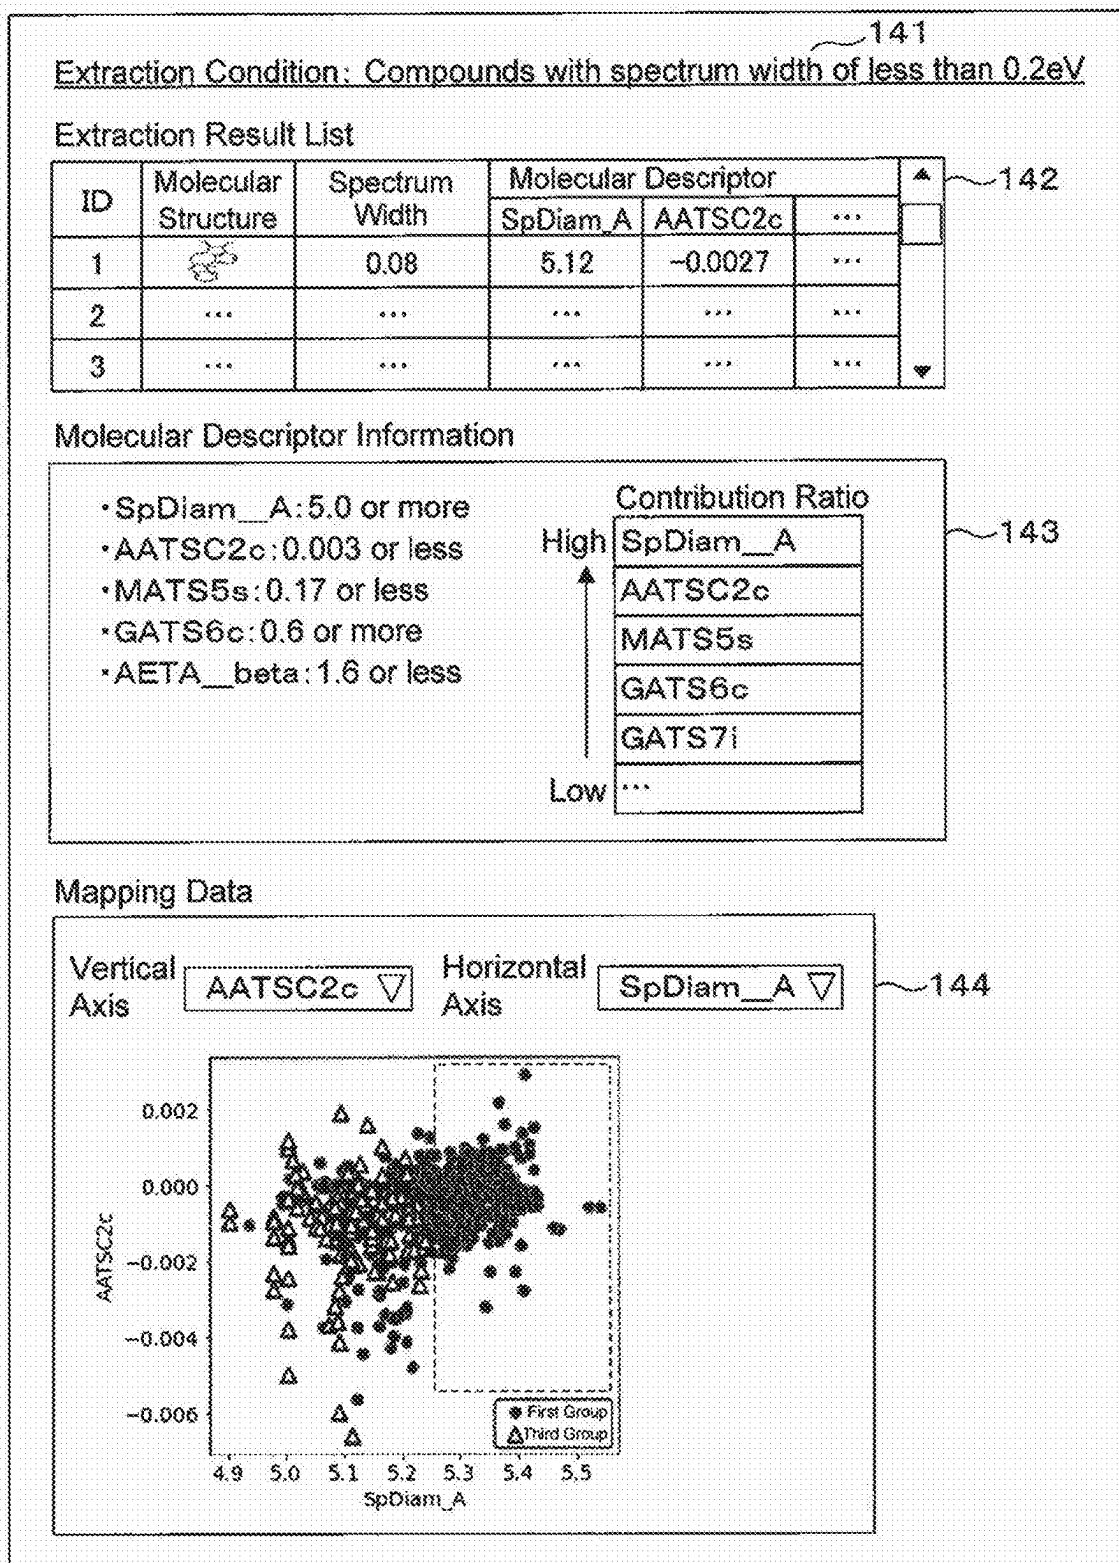 141
Extraction Condition: Compounds with spectrum width of less than 0.2eV
Extraction Result List
142
ID Molecular Structure Spectrum Width Molecular Descriptor
SpDiam_A AATSC2c ...
1 0.08 5.12 -0.0027 ...
2 ... ... ... ... ...
3 ... ... ... ... ...
Molecular Descriptor Information
143
・SpDiam_A:5.0 or more
・AATSC2c:0.003 or less
・MATS5s:0.17 or less
・GATS6c:0.6 or more
・AETA_beta:1.6 or less
Contribution Ratio
High SpDiam_A
AATSC2c
MATS5s
GATS6c
GATS7i
Low ...
Mapping Data
144
Vertical Axis AATSC2c ▽ Horizontal Axis SpDiam_A ▽
AATSC2c
0.002
0.000
-0.002
-0.004
-0.006
First Group
Third Group
4.9 5.0 5.1 5.2 5.3 5.4 5.5
SpDiam_A